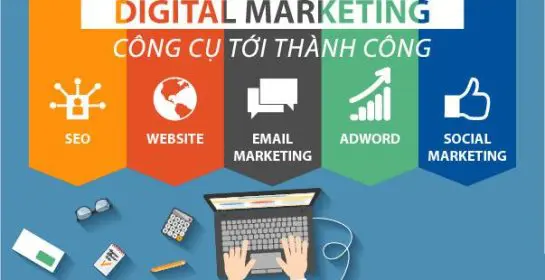 DIGITAL MARKETING
CÔNG CỤ TỚI THÀNH CÔNG
SEO
WEBSITE
EMAIL
MARKETING
ADWORD
SOCIAL
MARKETING